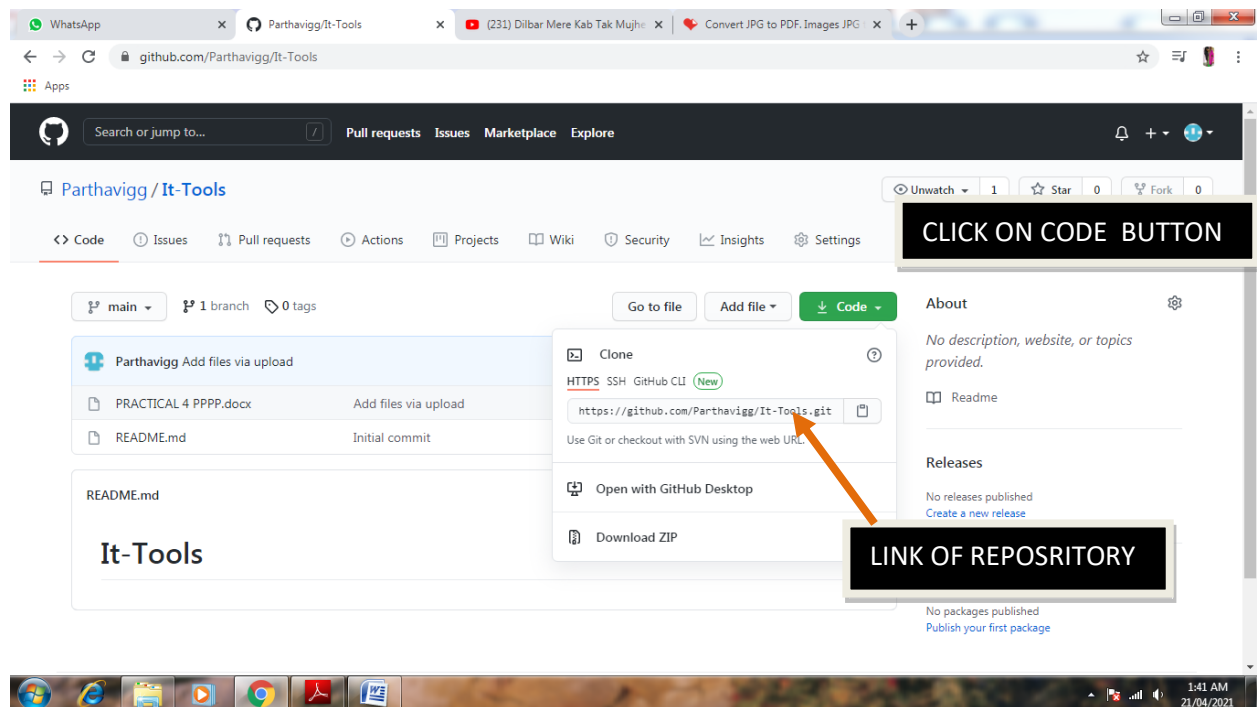 WhatsApp
Parthavigg/It-Tools
(231) Dilbar Mere Kab Tak Mujhe
Convert JPG to PDF. Images JPG
github.com/Parthavigg/It-Tools
Apps
Search or jump to...
/
Pull requests Issues Marketplace Explore
Parthavigg / It-Tools
Unwatch 1
Star 0
Fork 0
CLICK ON CODE BUTTON
Code Issues Pull requests Actions Projects Wiki Security Insights Settings
main 1 branch 0 tags
Go to file Add file Code
About
No description, website, or topics
provided.
Readme
Parthavigg Add files via upload
PRACTICAL 4 PPPP.docx Add files via upload
README.md Initial commit
Clone
HTTPS SSH GitHub CLI New
https://github.com/Parthavigg/It-Tools.git
Use Git or checkout with SVN using the web URL.
Open with GitHub Desktop
Download ZIP
Releases
No releases published
Create a new release
LINK OF REPOSRITORY
README.md
It-Tools
No packages published
Publish your first package
1:41 AM
21/04/2021